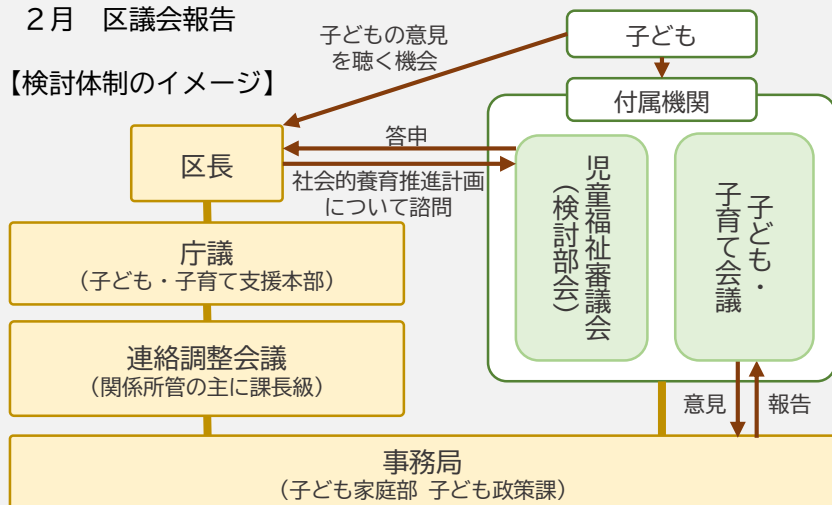 ２月　区議会報告
【検討体制のイメージ】
子どもの意見
を聴く機会
子ども
付属機関
区長
答申
社会的養育推進計画
について諮問
児童福祉審議会
（検討部会）
子ども・
子育て会議
庁議
（子ども・子育て支援本部）
連絡調整会議
（関係所管の主に課長級）
意見
報告
事務局
（子ども家庭部 子ども政策課）